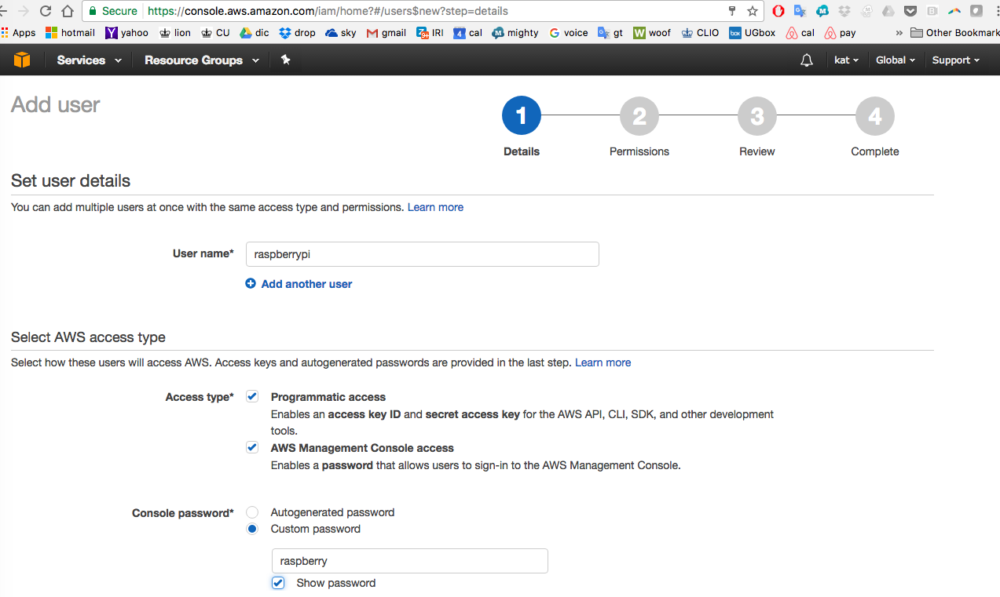 Secure https://console.aws.amazon.com/iam/home?#/users$new?step=details
Apps hotmail yahoo lion CU dic drop sky gmail IRI cal mighty voice gt woof CLIO UGbox cal pay » Other Bookmark
Services Resource Groups kat Global Support
Add user
1 2 3 4
Details Permissions Review Complete
Set user details
You can add multiple users at once with the same access type and permissions. Learn more
User name* raspberrypi
Add another user
Select AWS access type
Select how these users will access AWS. Access keys and autogenerated passwords are provided in the last step. Learn more
Access type* Programmatic access
Enables an access key ID and secret access key for the AWS API, CLI, SDK, and other development
tools.
AWS Management Console access
Enables a password that allows users to sign-in to the AWS Management Console.
Console password* Autogenerated password
Custom password
raspberry
Show password